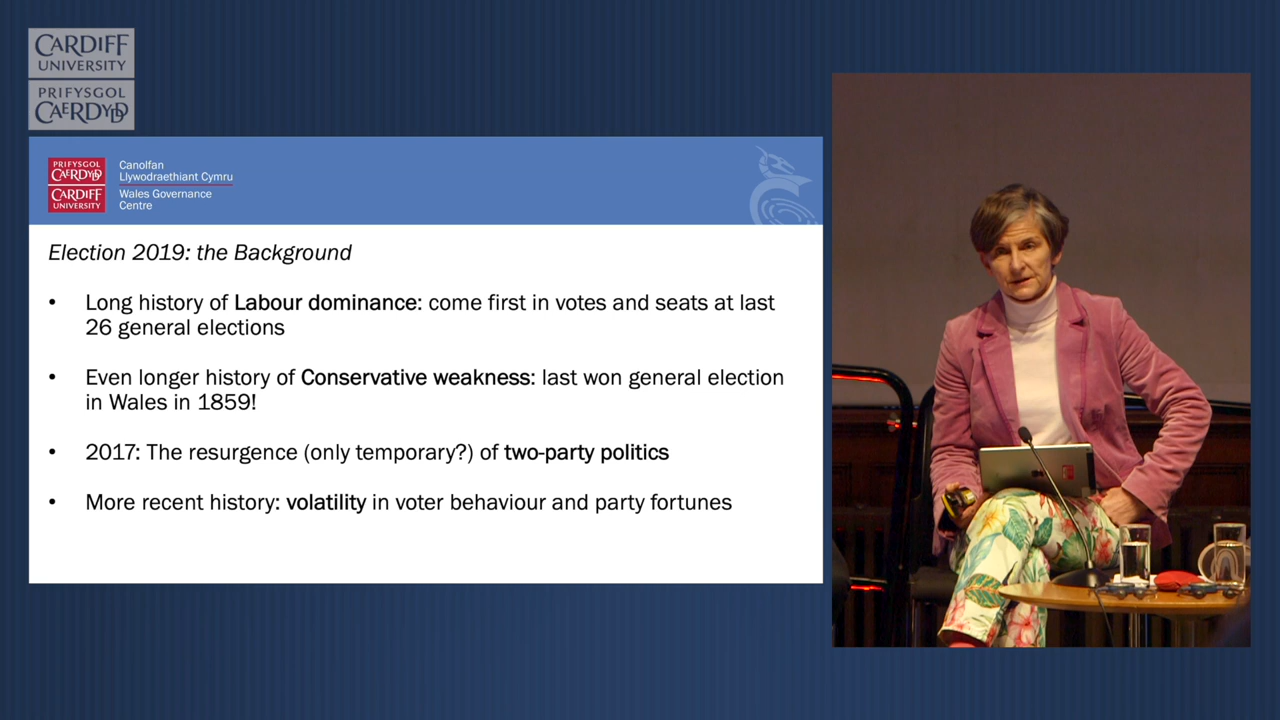 CARDIFF
UNIVERSITY
PRIFYSGOL
CAERDYDD
PRIFYSGOL
CAERDYDD
CARDIFF
UNIVERSITY
Canolfan
Llywodraethiant Cymru
Wales Governance
Centre
Election 2019: the Background
• Long history of Labour dominance: come first in votes and seats at last
26 general elections
• Even longer history of Conservative weakness: last won general election
in Wales in 1859!
• 2017: The resurgence (only temporary?) of two-party politics
• More recent history: volatility in voter behaviour and party fortunes